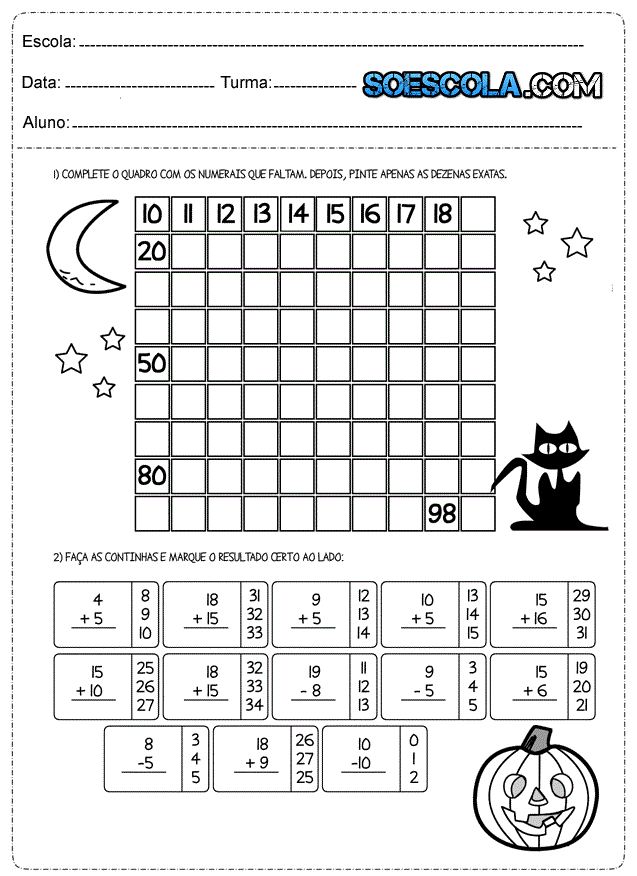 Escola:
Data: Turma: SOESCOLA.COM
Aluno:
1) COMPLETE O QUADRO COM OS NUMERAIS QUE FALTAM. DEPOIS, PINTE APENAS AS DEZENAS EXATAS.
10 11 12 13 14 15 16 17 18
20
50
80
98
2) FAÇA AS CONTINHAS E MARQUE O RESULTADO CERTO AO LADO:
4 8 18 31 9 12 10 13 15 29
+ 5 9 + 15 32 + 5 13 + 5 14 + 16 30
10 33 14 15 31
15 25 18 32 19 11 9 3 15 19
+ 10 26 + 15 33 - 8 12 - 5 4 + 6 20
27 34 13 5 21
8 3 18 26 10 0
-5 4 + 9 27 -10 1
5 25 2